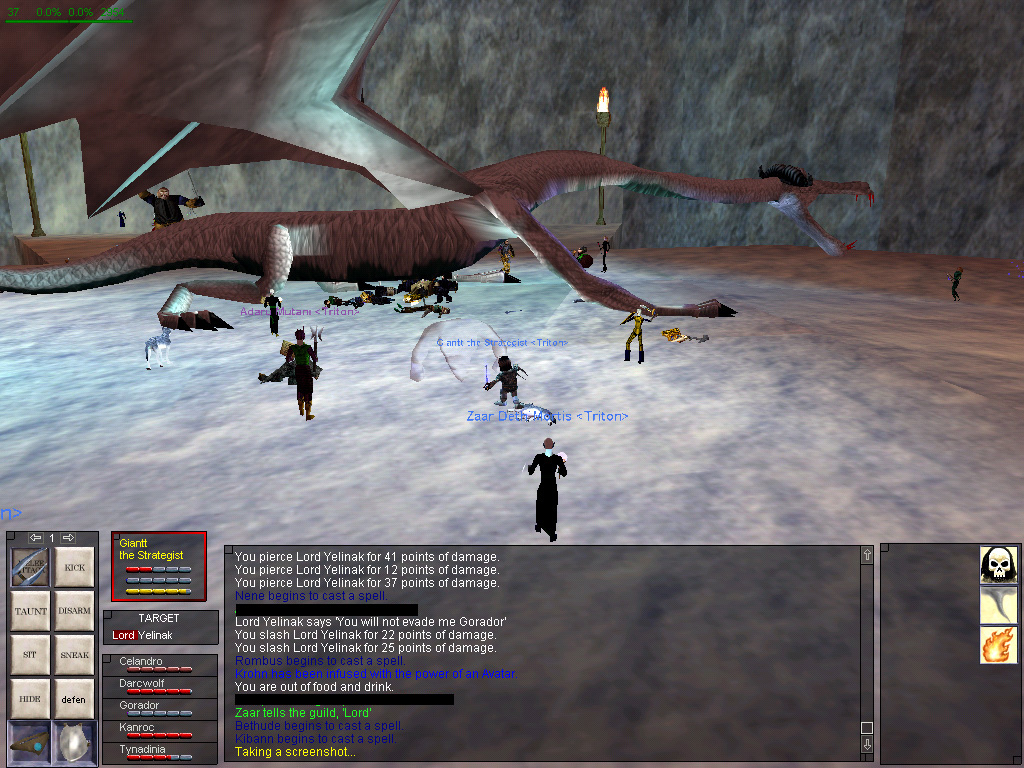 37 0.0% 0.0%
Adara Mutani <Triton>
Giantt the Strategist <Triton>
Zaar Deth Mortis <Triton>
n>
1
Giantt
the Strategist
KICK
TAUNT DISARM
SIT SNEAK
HIDE defen
TARGET
Lord Yelinak
Celandro
Darcwolf
Gorador
Kanroc
Tynadinia
You pierce Lord Yelinak for 41 points of damage.
You pierce Lord Yelinak for 12 points of damage.
You pierce Lord Yelinak for 37 points of damage.
Nene begins to cast a spell.
Lord Yelinak says 'You will not evade me Gorador'
You slash Lord Yelinak for 22 points of damage.
You slash Lord Yelinak for 25 points of damage.
Rombus begins to cast a spell.
Krohn has been infused with the power of an Avatar.
You are out of food and drink.
Zaar tells the guild, 'Lord'
Bethude begins to cast a spell.
Kibann begins to cast a spell.
Taking a screenshot...